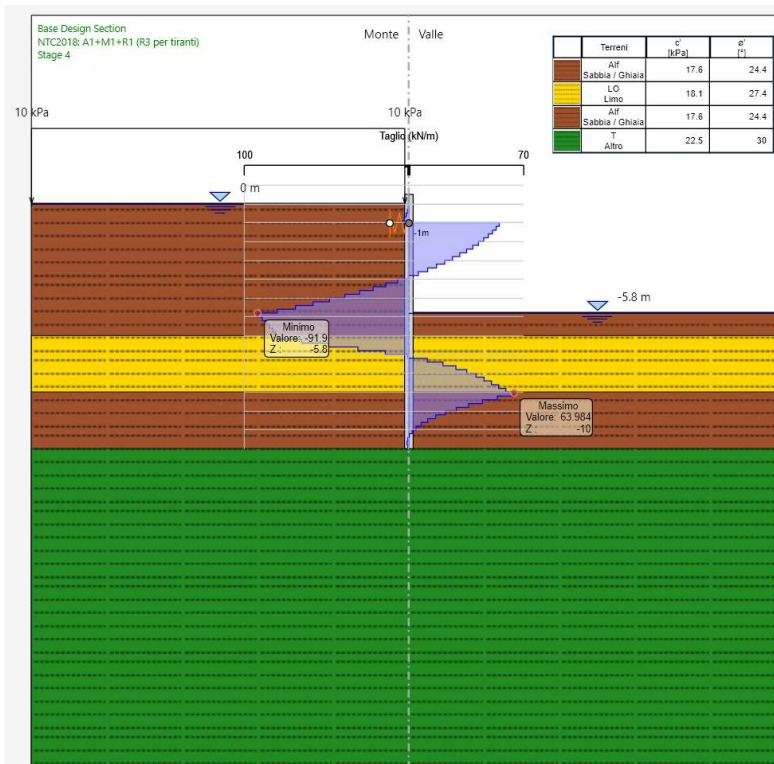 Base Design Section
NTC2018: A1+M1+R1 (R3 per tiranti)
Stage 4
Monte Valle
Terreni c' [kPa] ø' [°]
Alf Sabbia / Ghiaia 17.6 24.4
LO Limo 18.1 27.4
Alf Sabbia / Ghiaia 17.6 24.4
T Altro 22.5 30
10 kPa 10 kPa
Taglio (kN/m)
100 70
0 m
-1m
-5.8 m
Minimo
Valore: -91.9
Z : -5.8
Massimo
Valore: 63.984
Z : -10